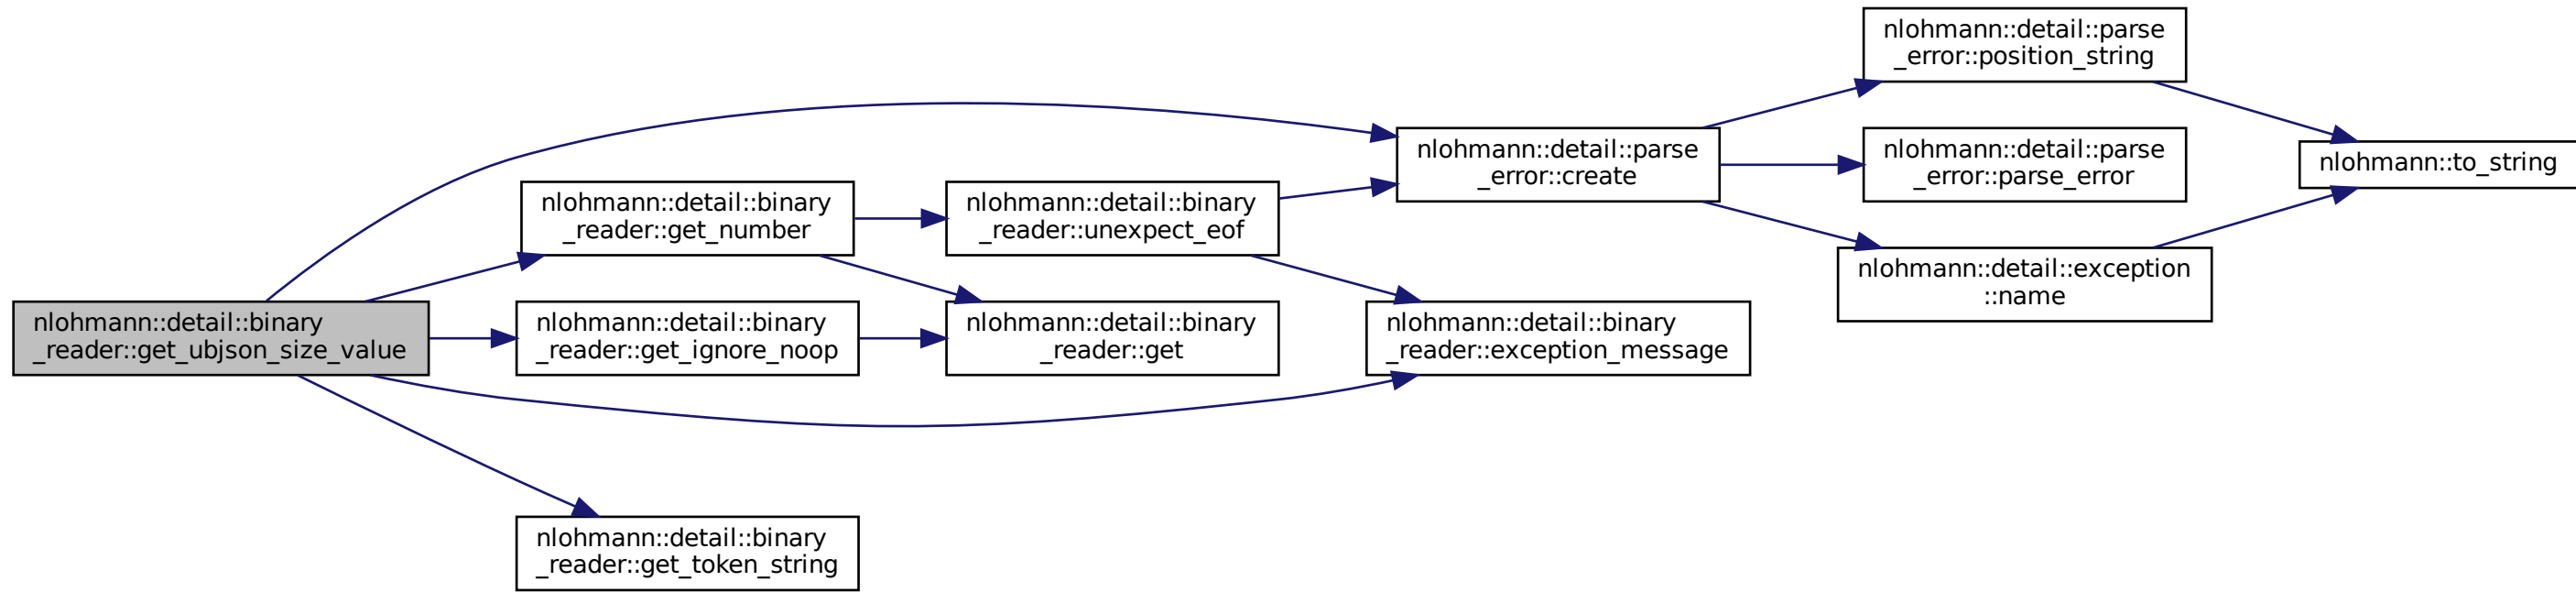 nlohmann::detail::binary
_reader::get_ubjson_size_value
nlohmann::detail::binary
_reader::get_number
nlohmann::detail::binary
_reader::get_ignore_noop
nlohmann::detail::binary
_reader::get_token_string
nlohmann::detail::binary
_reader::unexpect_eof
nlohmann::detail::binary
_reader::get
nlohmann::detail::parse
_error::create
nlohmann::detail::binary
_reader::exception_message
nlohmann::detail::parse
_error::position_string
nlohmann::detail::parse
_error::parse_error
nlohmann::detail::exception
::name
nlohmann::to_string